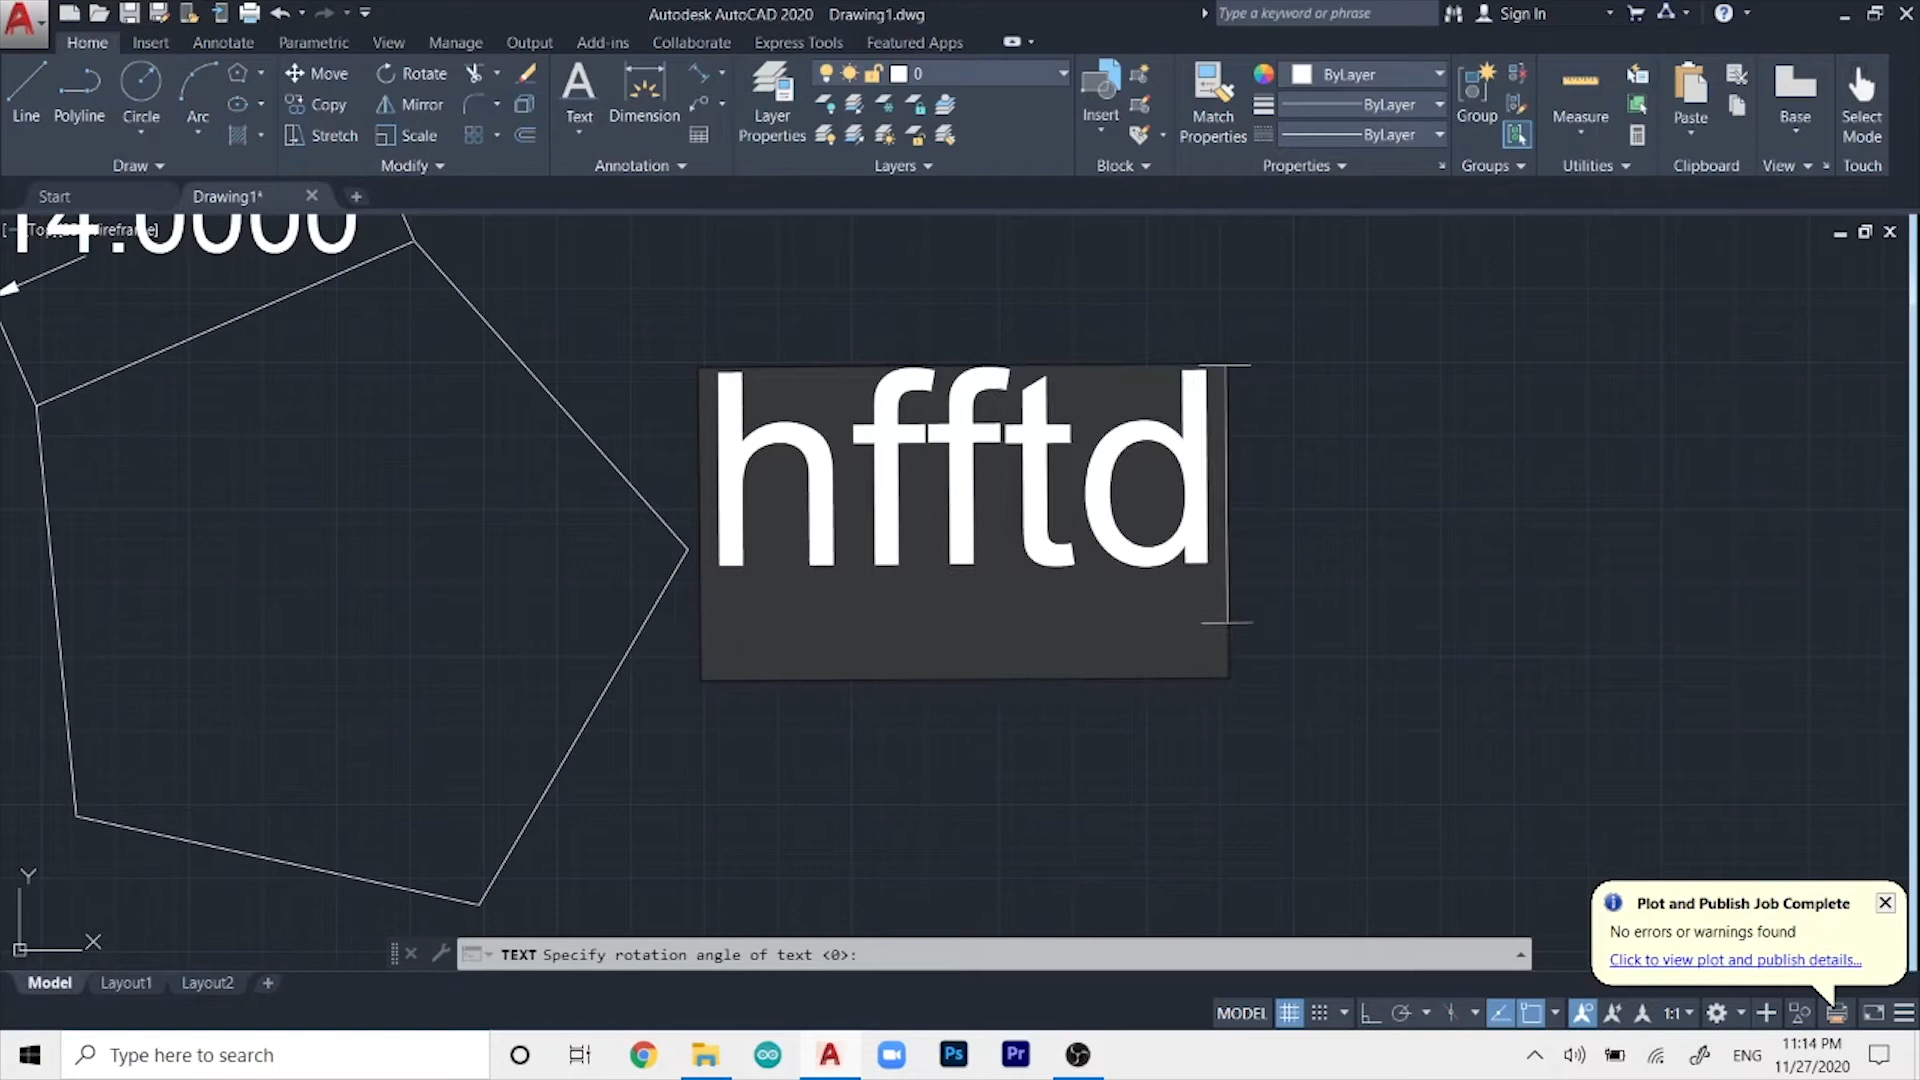 Autodesk AutoCAD 2020 Drawing1.dwg
Type a keyword or phrase
Sign In
Home Insert Annotate Parametric View Manage Output Add-ins Collaborate Express Tools Featured Apps
Line Polyline Circle Arc
Move Rotate
Copy Mirror
Stretch Scale
Text Dimension
Layer Properties
0
Insert
Match Properties
ByLayer
ByLayer
ByLayer
Group
Measure
Paste
Base
Select Mode
Draw Modify Annotation Layers Block Properties Groups Utilities Clipboard View Touch
Start Drawing1*
14.0000
hfftd
Y
X
TEXT Specify rotation angle of text <0>:
Plot and Publish Job Complete
No errors or warnings found
Click to view plot and publish details...
Model Layout1 Layout2
MODEL 1:1
Type here to search
Ps
Pr
ENG
11:14 PM
11/27/2020